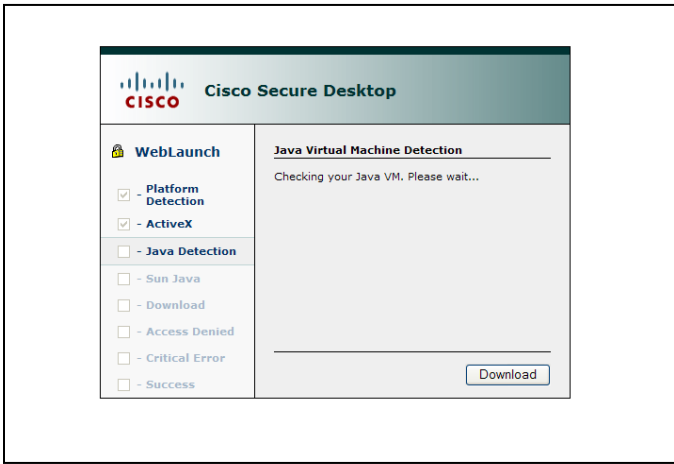 CISCO
Cisco Secure Desktop
WebLaunch
- Platform
Detection
- ActiveX
- Java Detection
- Sun Java
- Download
- Access Denied
- Critical Error
- Success
Java Virtual Machine Detection
Checking your Java VM. Please wait...
Download